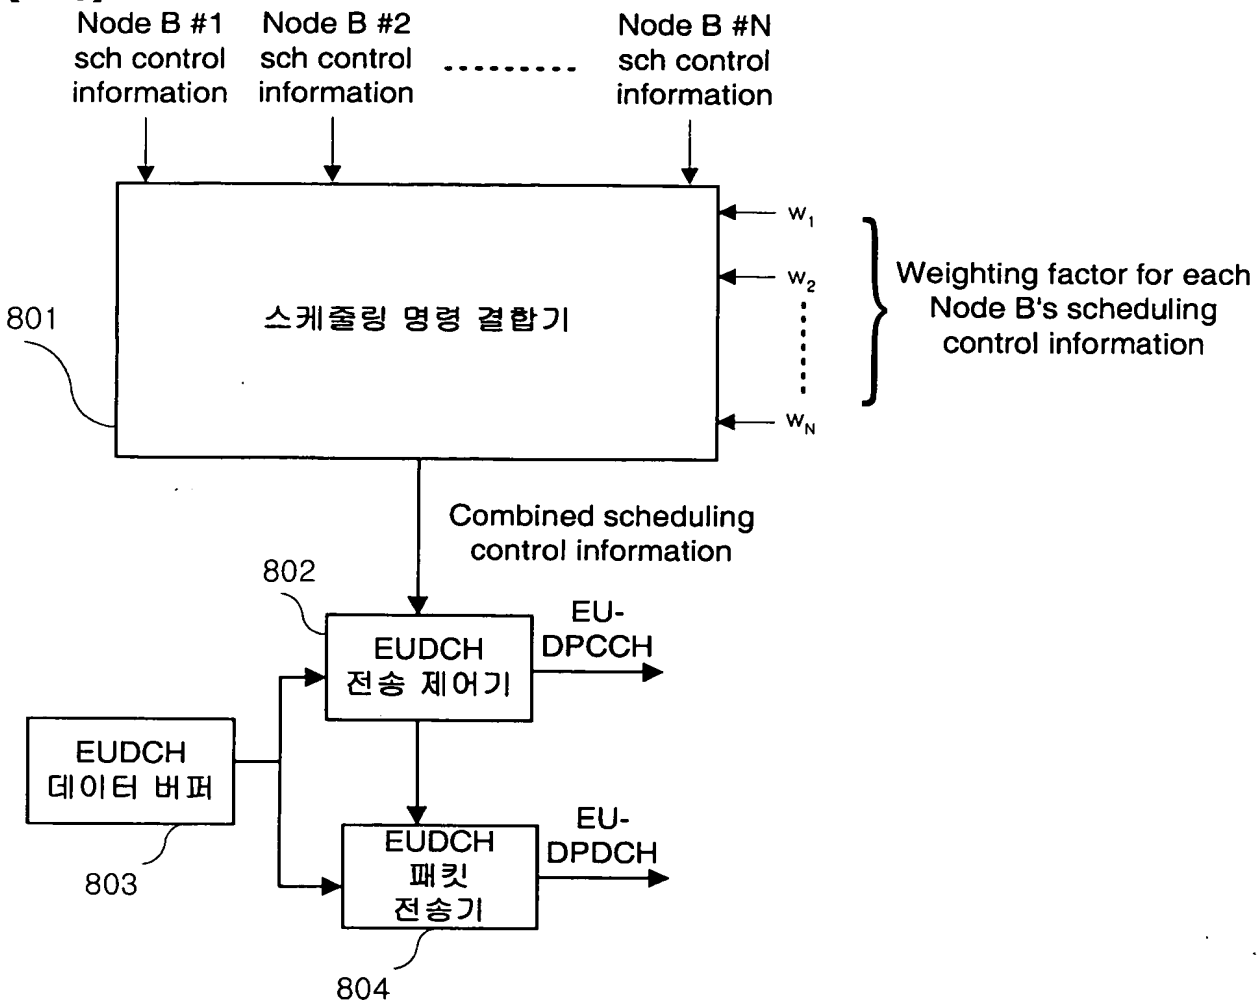 Node B #1
sch control
information
Node B #2
sch control
information
Node B #N
sch control
information
w1
w2
wN
Weighting factor for each
Node B's scheduling
control information
801
스케줄링 명령 결합기
Combined scheduling
control information
802
EUDCH
전송 제어기
EU-
DPCCH
EUDCH
데이터 버퍼
803
EUDCH
패킷
전송기
EU-
DPDCH
804